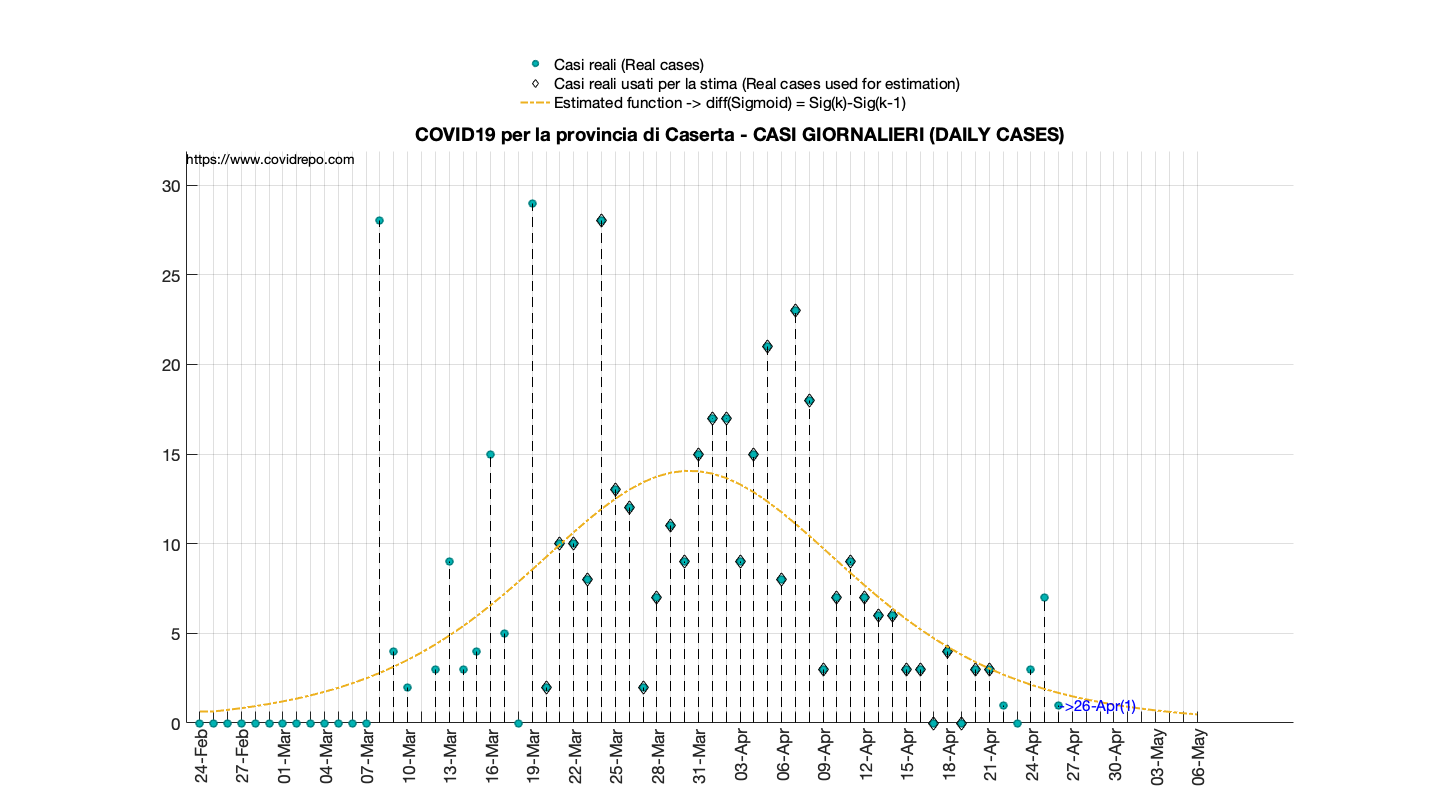 Casi reali (Real cases)
Casi reali usati per la stima (Real cases used for estimation)
Estimated function -> diff(Sigmoid) = Sig(k)-Sig(k-1)
COVID19 per la provincia di Caserta - CASI GIORNALIERI (DAILY CASES)
https://www.covidrepo.com
30
25
20
15
10
5
0
->26-Apr(1)
24-Feb
27-Feb
01-Mar
04-Mar
07-Mar
10-Mar
13-Mar
16-Mar
19-Mar
22-Mar
25-Mar
28-Mar
31-Mar
03-Apr
06-Apr
09-Apr
12-Apr
15-Apr
18-Apr
21-Apr
24-Apr
27-Apr
30-Apr
03-May
06-May